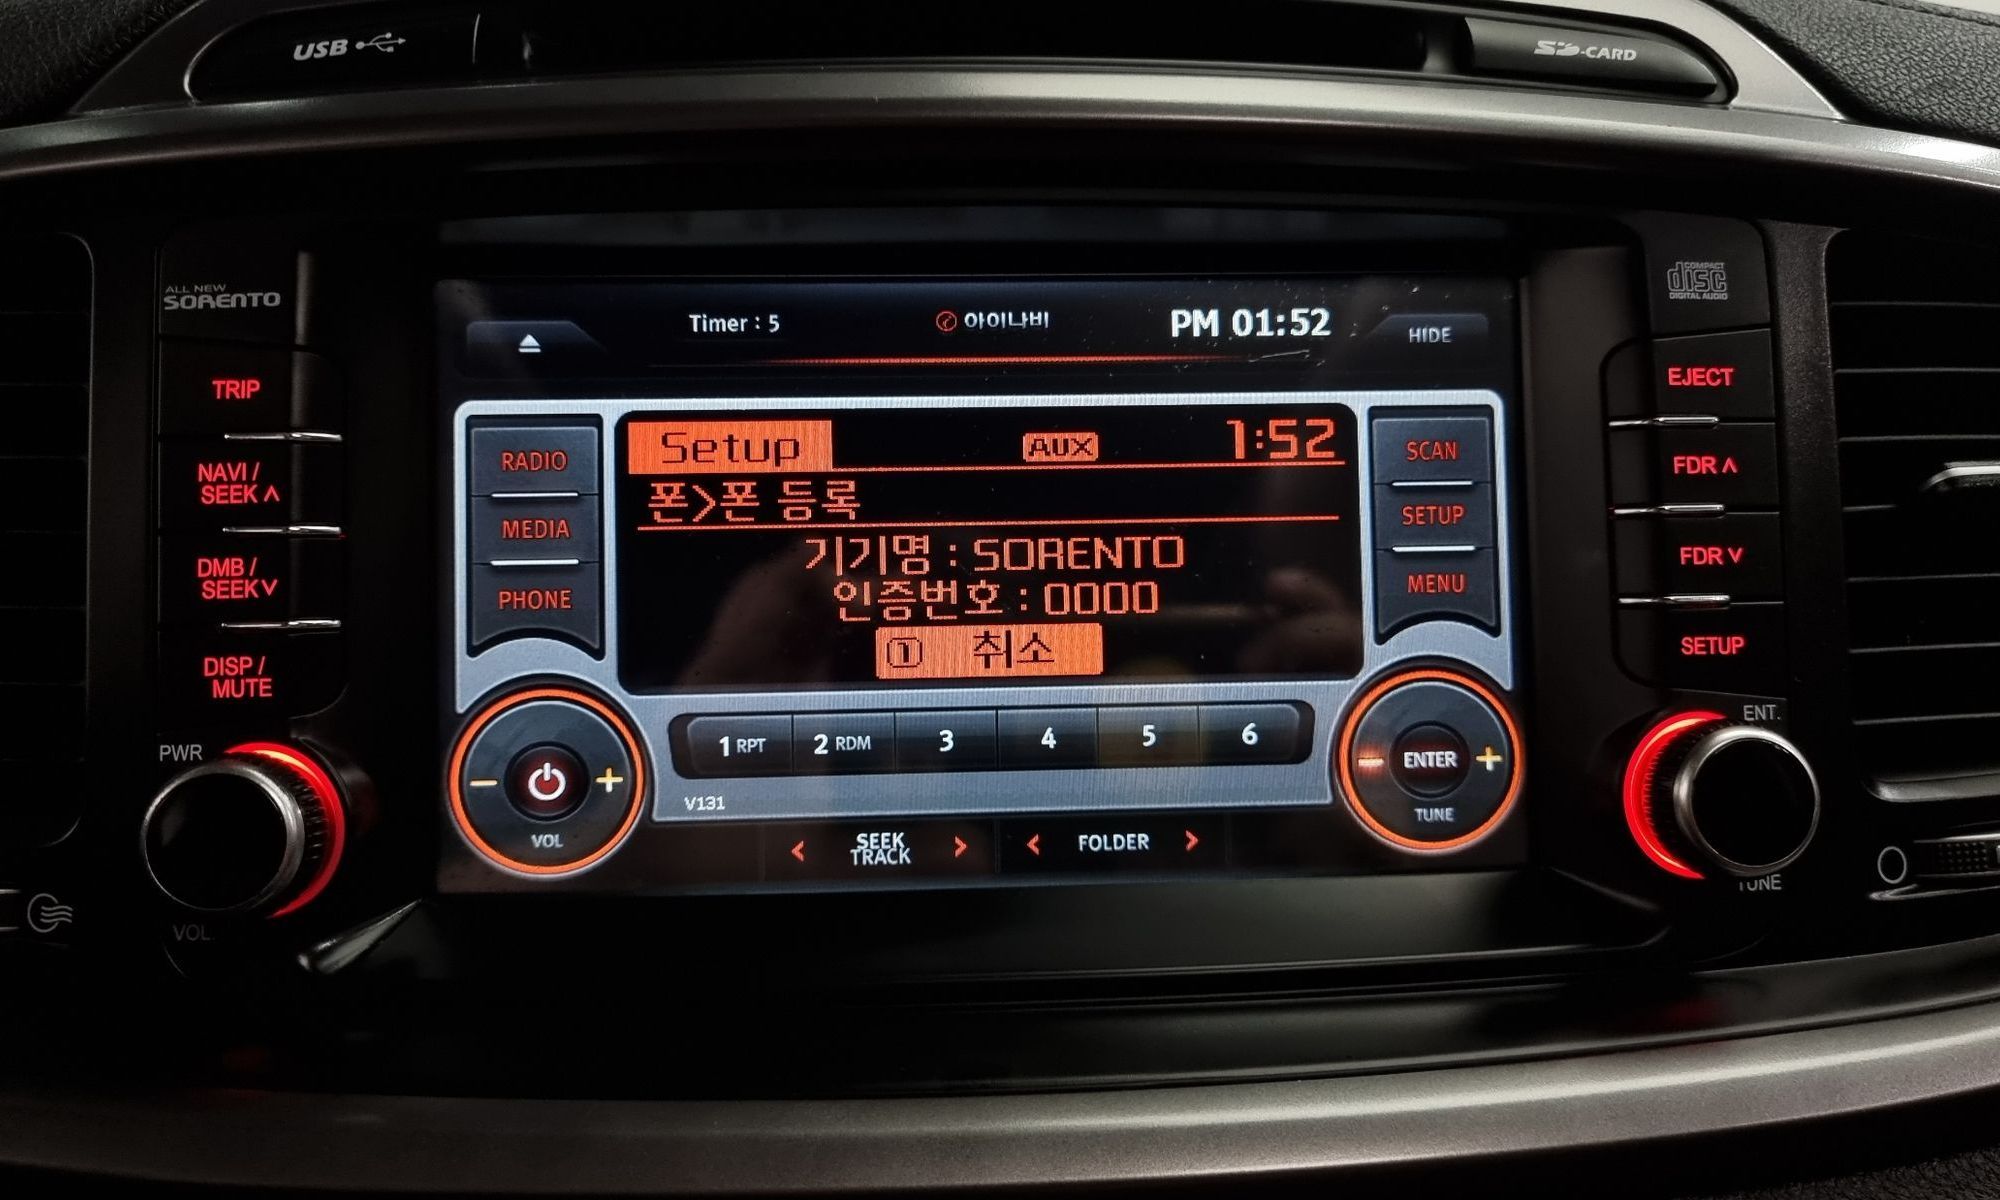 USB
SD-CARD
ALL NEW
SORENTO
TRIP
NAVI /
SEEK ∧
DMB /
SEEK ∨
DISP /
MUTE
PWR
VOL.
Timer : 5
아이나비
PM 01:52
HIDE
RADIO
MEDIA
PHONE
Setup
AUX
1:52
폰>폰 등록
기기명 : SORENTO
인증번호 : 0000
① 취소
SCAN
SETUP
MENU
1 RPT
2 RDM
3
4
5
6
V131
− +
VOL
− ENTER +
TUNE
< SEEK
TRACK >
< FOLDER >
COMPACT
disc
DIGITAL AUDIO
EJECT
FDR ∧
FDR ∨
SETUP
ENT.
TUNE